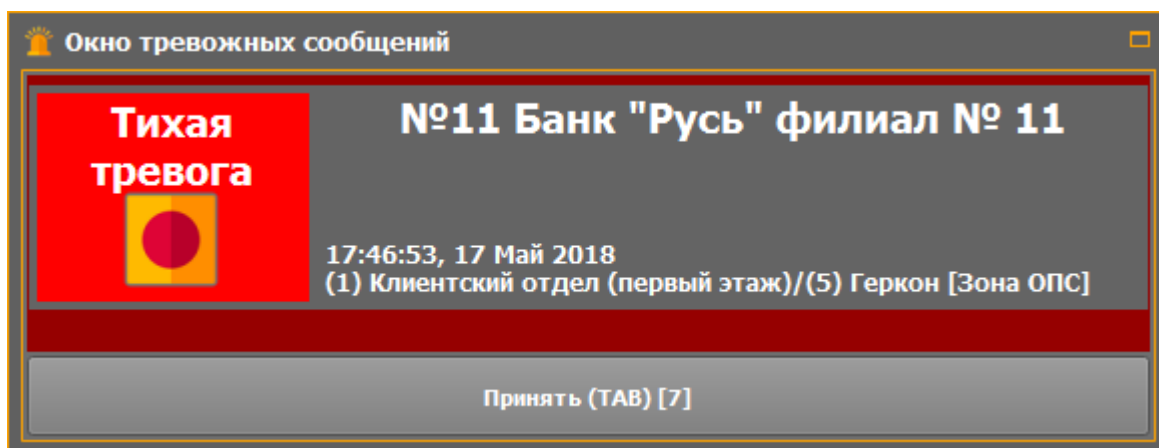 Окно тревожных сообщений
Тихая
тревога
№11 Банк "Русь" филиал № 11
17:46:53, 17 Май 2018
(1) Клиентский отдел (первый этаж)/(5) Геркон [Зона ОПС]
Принять (TAB) [7]